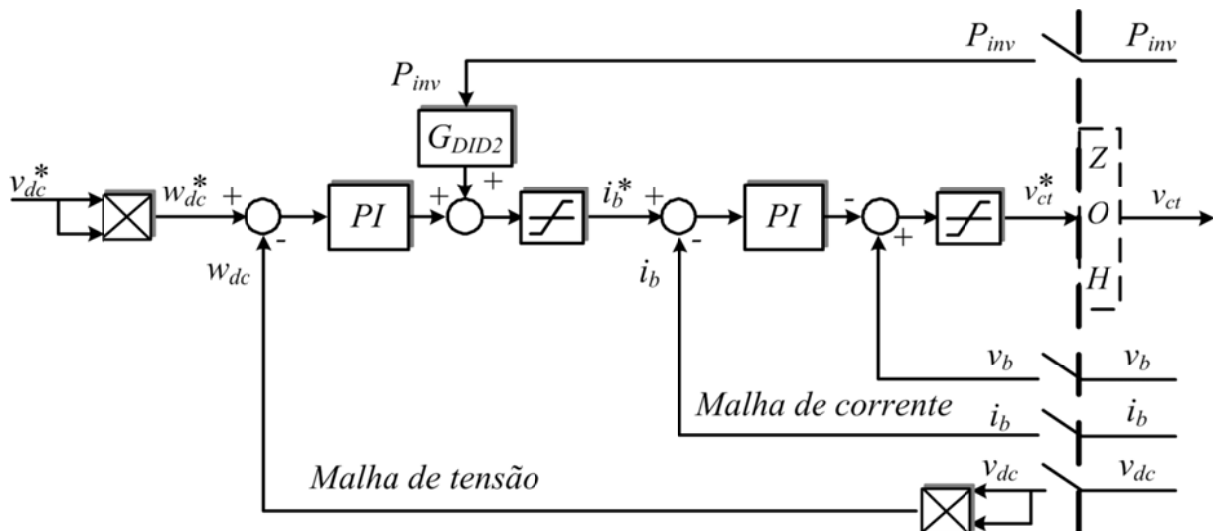 P_inv P_inv
P_inv
G_DID2
v_dc* w_dc* + - PI + + i_b* + - PI - + v_ct* Z O H v_ct
w_dc i_b
v_b v_b
Malha de corrente
i_b i_b
Malha de tensão
v_dc v_dc